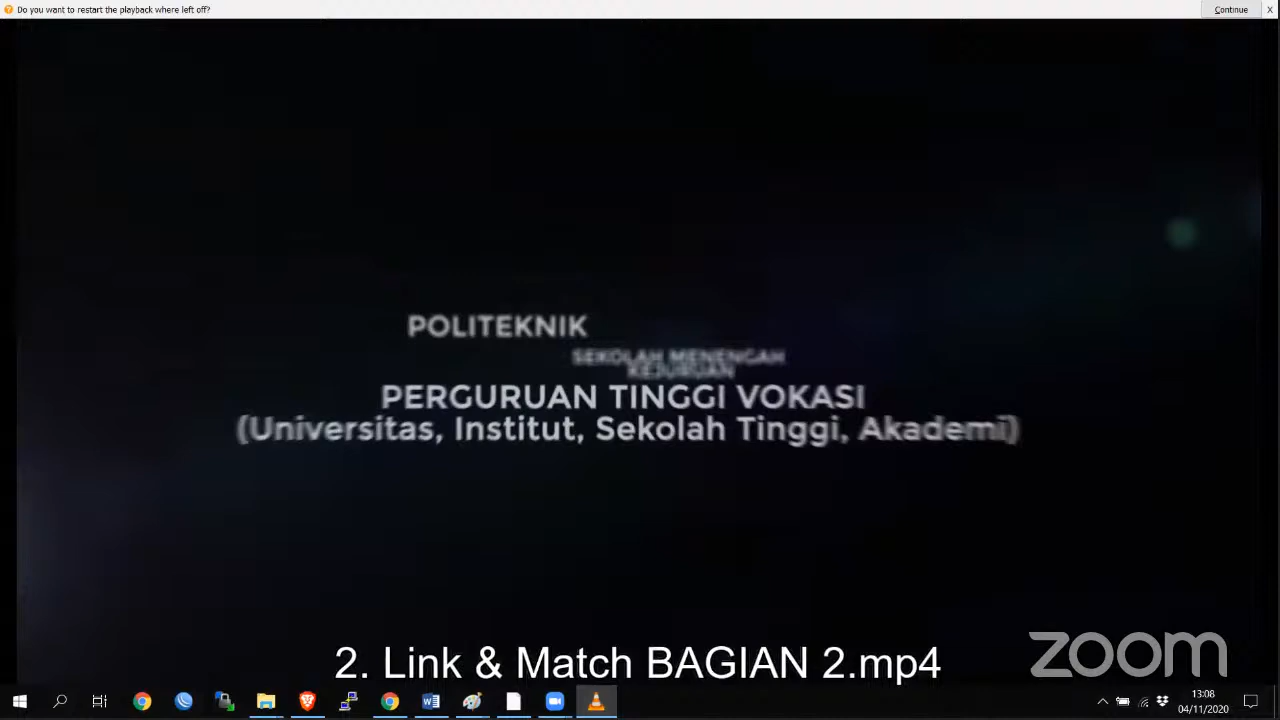 Do you want to restart the playback where left off?
Continue
POLITEKNIK
SEKOLAH MENENGAH
KEJURUAN
PERGURUAN TINGGI VOKASI
(Universitas, Institut, Sekolah Tinggi, Akademi)
2. Link & Match BAGIAN 2.mp4
zoom
13:08
04/11/2020